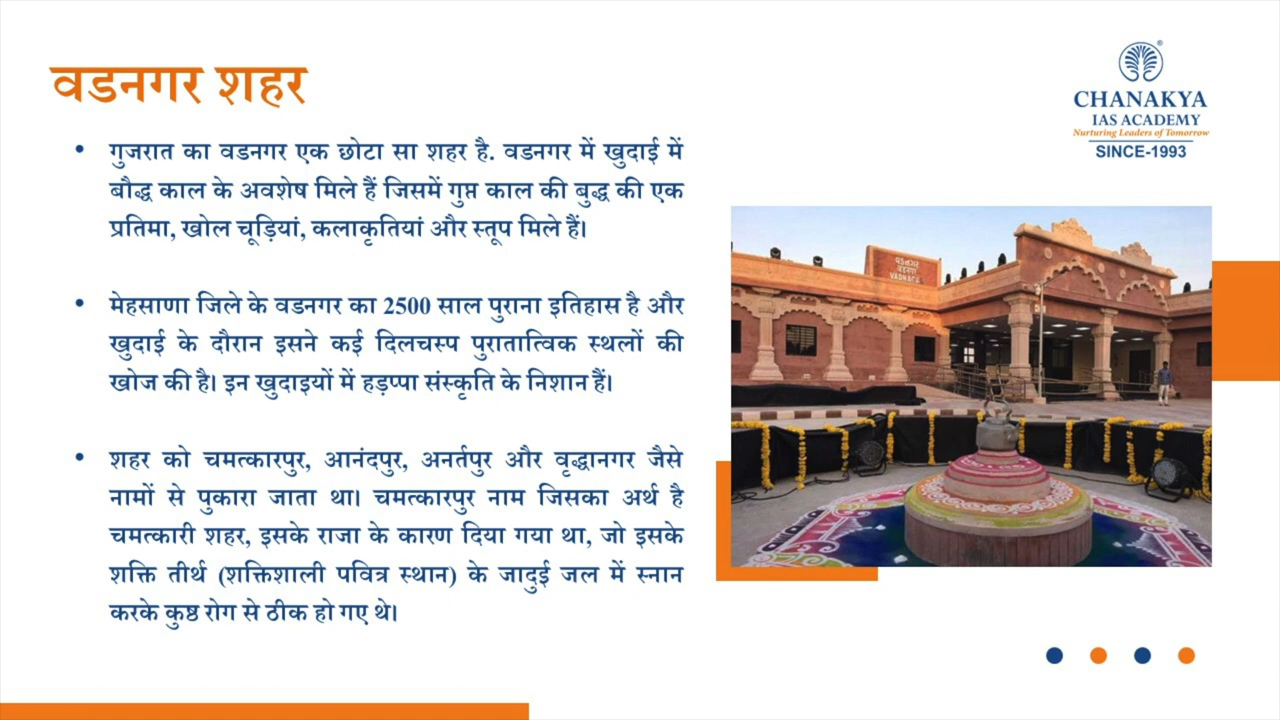 वडनगर शहर
CHANAKYA
IAS ACADEMY
Nurturing Leaders of Tomorrow
SINCE-1993
• गुजरात का वडनगर एक छोटा सा शहर है. वडनगर में खुदाई में
बौद्ध काल के अवशेष मिले हैं जिसमें गुप्त काल की बुद्ध की एक
प्रतिमा, खोल चूड़ियां, कलाकृतियां और स्तूप मिले हैं।
• मेहसाणा जिले के वडनगर का 2500 साल पुराना इतिहास है और
खुदाई के दौरान इसने कई दिलचस्प पुरातात्विक स्थलों की
खोज की है। इन खुदाइयों में हड़प्पा संस्कृति के निशान हैं।
• शहर को चमत्कारपुर, आनंदपुर, अनर्तपुर और वृद्धानगर जैसे
नामों से पुकारा जाता था। चमत्कारपुर नाम जिसका अर्थ है
चमत्कारी शहर, इसके राजा के कारण दिया गया था, जो इसके
शक्ति तीर्थ (शक्तिशाली पवित्र स्थान) के जादुई जल में स्नान
करके कुष्ठ रोग से ठीक हो गए थे।